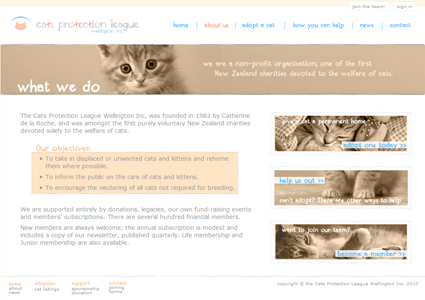 join the team!
sign in
cats protection league
wellington inc.
home
about us
adopt a cat
how you can help
news
contact
we are a non-profit organisation; one of the first
New Zealand charities devoted to the welfare of cats.
what we do
The Cats Protection League Wellington Inc. was founded in 1982 by Catherine
de la Roche, and was amongst the first purely voluntary New Zealand charities
devoted solely to the welfare of cats.
Our objectives:
• To take in displaced or unwanted cats and kittens and rehome
them where possible.
• To inform the public on the care of cats and kittens.
• To encourage the neutering of all cats not required for breeding.
We are supported entirely by donations, legacies, our own fund-raising events
and members' subscriptions. There are several hundred financial members.
New members are always welcome; the annual subscription is modest and
includes a copy of our newsletter, published quarterly. Life membership and
Junior membership are also available.
cat a permanent home
adopt one today >>
help us out >>
can't adopt? There are other ways to help
want to join our team?
become a member >>
home
about
news
adoption
cat listings
support
sponsorship
donation
contact
joining
forms
copyright © the Cats Protection League Wellington Inc. 2010